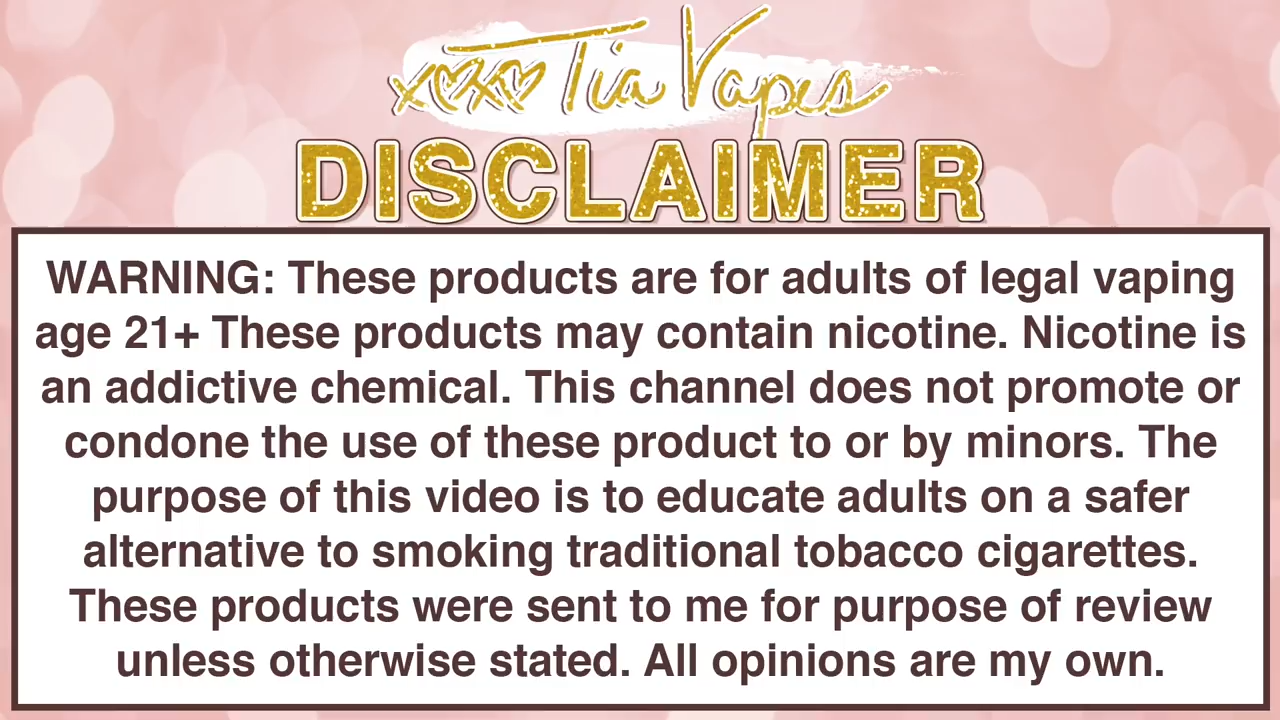 xoxo Tia Vapes
DISCLAIMER
WARNING: These products are for adults of legal vaping
age 21+ These products may contain nicotine. Nicotine is
an addictive chemical. This channel does not promote or
condone the use of these product to or by minors. The
purpose of this video is to educate adults on a safer
alternative to smoking traditional tobacco cigarettes.
These products were sent to me for purpose of review
unless otherwise stated. All opinions are my own.